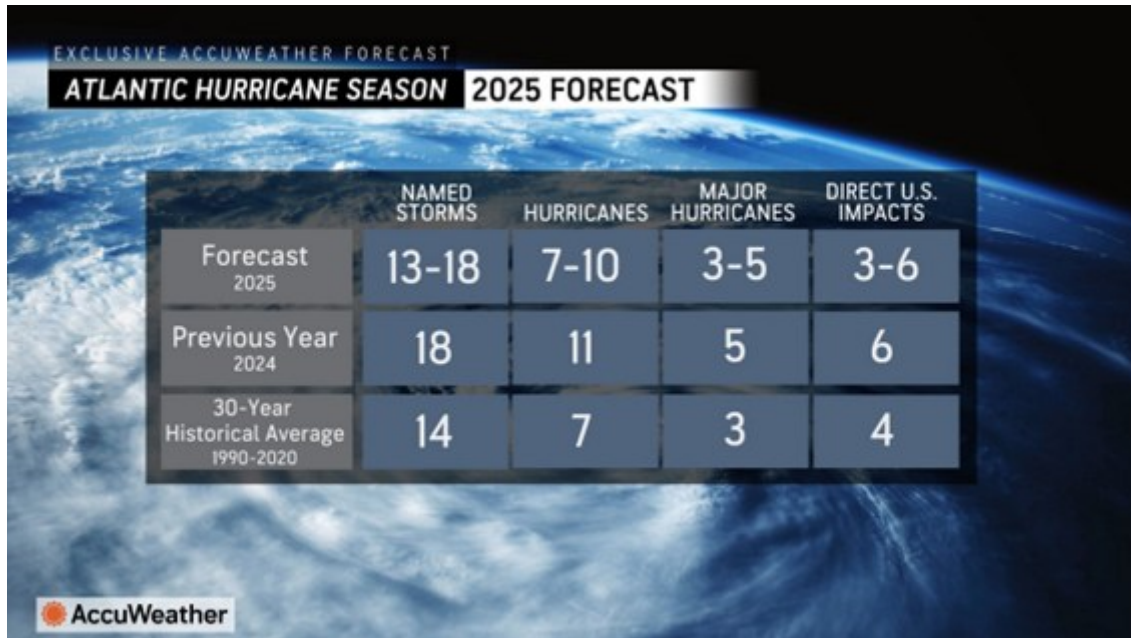 EXCLUSIVE ACCUWEATHER FORECAST
ATLANTIC HURRICANE SEASON 2025 FORECAST
NAMED
STORMS
HURRICANES
MAJOR
HURRICANES
DIRECT U.S.
IMPACTS
Forecast
2025
13-18
7-10
3-5
3-6
Previous Year
2024
18
11
5
6
30-Year
Historical Average
1990-2020
14
7
3
4
AccuWeather